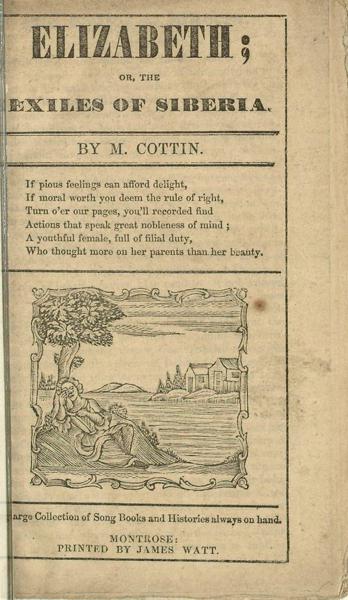 ELIZABETH;
OR, THE
EXILES OF SIBERIA.
BY M. COTTIN.
If pious feelings can afford delight,
If moral worth you deem the rule of right,
Turn o'er our pages, you'll recorded find
Actions that speak great nobleness of mind;
A youthful female, full of filial duty,
Who thought more on her parents than her beauty.
arge Collection of Song Books and Histories always on hand.
MONTROSE:
PRINTED BY JAMES WATT.